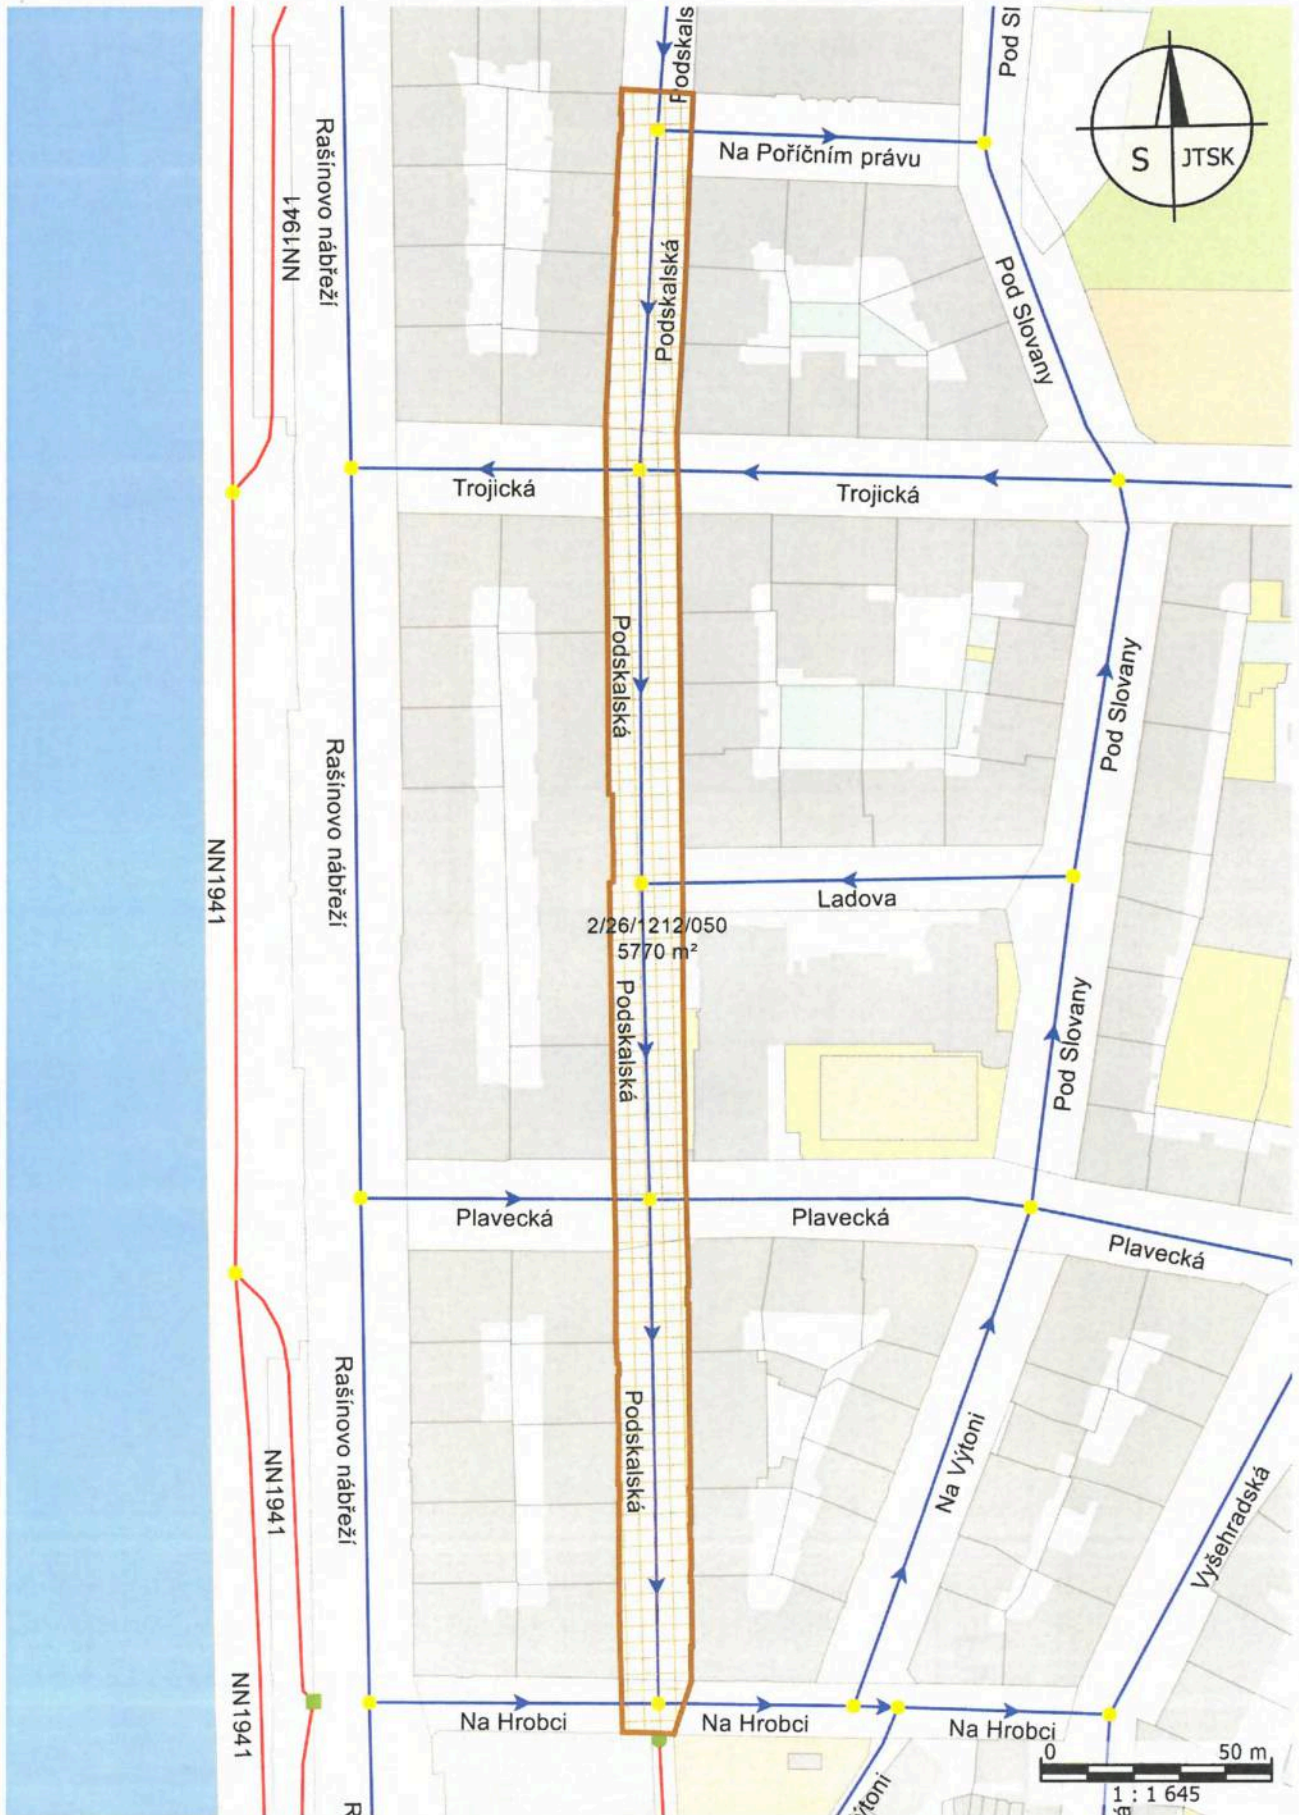 Podskals
Pod Sl
S JTSK
Na Poříčním právu
Rašínovo nábřeží
NN1941
Podskalská
Pod Slovany
Trojická
Trojická
Podskalská
Pod Slovany
Rašínovo nábřeží
NN1941
Ladova
2/26/1212/050
5770 m²
Podskalská
Pod Slovany
Plavecká
Plavecká
Plavecká
Rašínovo nábřeží
NN1941
Podskalská
Na Výtoni
Vyšehradská
NN1941
Na Hrobci
Na Hrobci
Na Hrobci
0 50 m
1 : 1 645
ýtoni
R
á